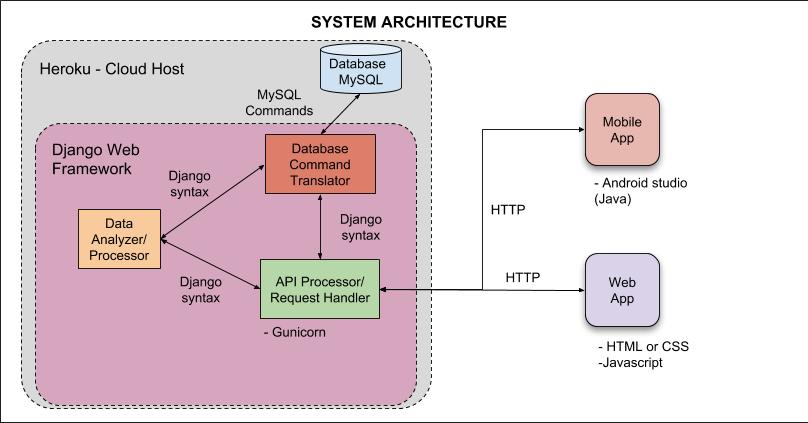 SYSTEM ARCHITECTURE
Heroku - Cloud Host
Database
MySQL
MySQL
Commands
Django Web
Framework
Database
Command
Translator
Django
syntax
Data
Analyzer/
Processor
Django
syntax
Django
syntax
API Processor/
Request Handler
- Gunicorn
HTTP
HTTP
Mobile
App
- Android studio
(Java)
Web
App
- HTML or CSS
-Javascript